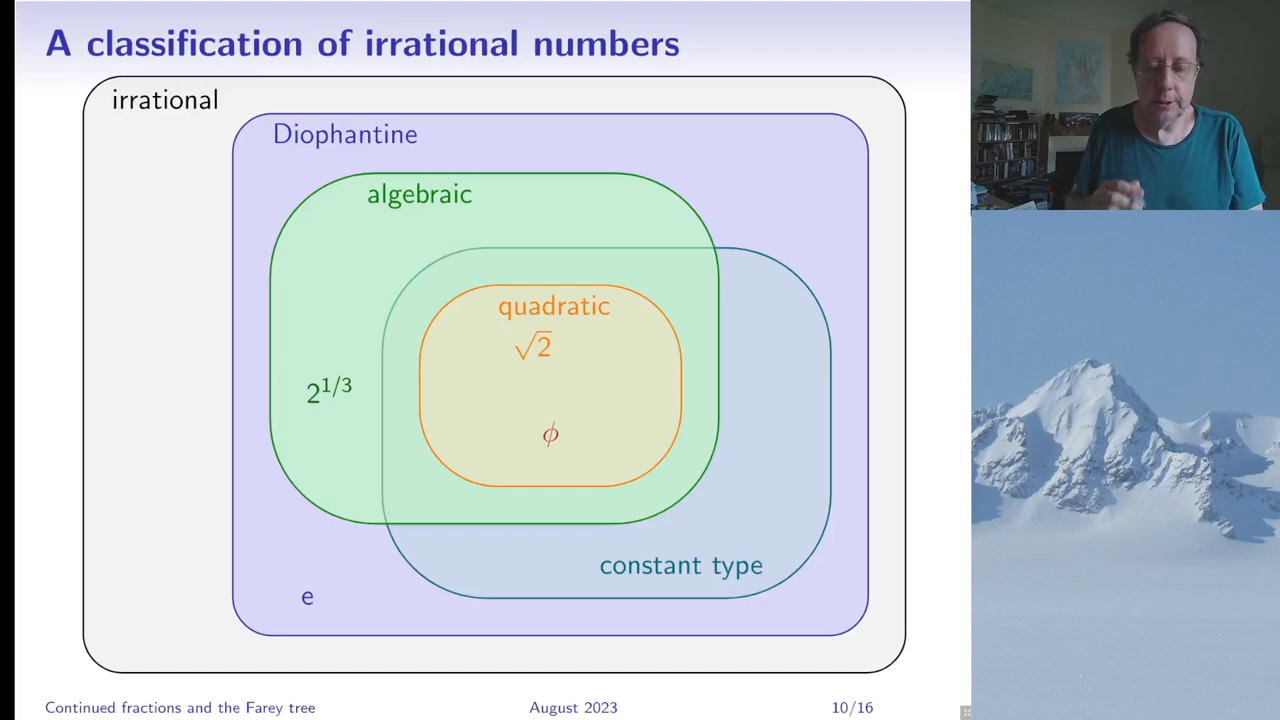 A classification of irrational numbers
irrational
Diophantine
algebraic
quadratic
√2
2^{1/3}
ϕ
constant type
e
Continued fractions and the Farey tree August 2023 10/16